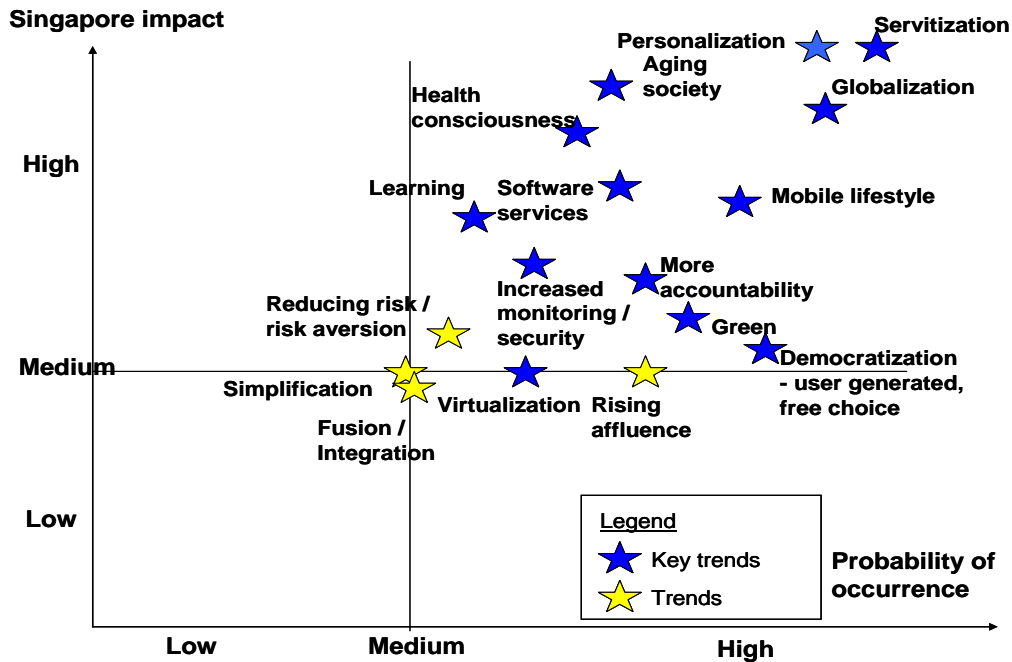 Singapore impact
Servitization
Personalization
Aging
society
Globalization
Health
consciousness
High
Learning
Software
services
Mobile lifestyle
More
accountability
Increased
monitoring /
security
Reducing risk /
risk aversion
Green
Medium
Democratization
- user generated,
free choice
Simplification
Virtualization
Rising
affluence
Fusion /
Integration
Low
Legend
Key trends
Trends
Probability of
occurrence
Low
Medium
High